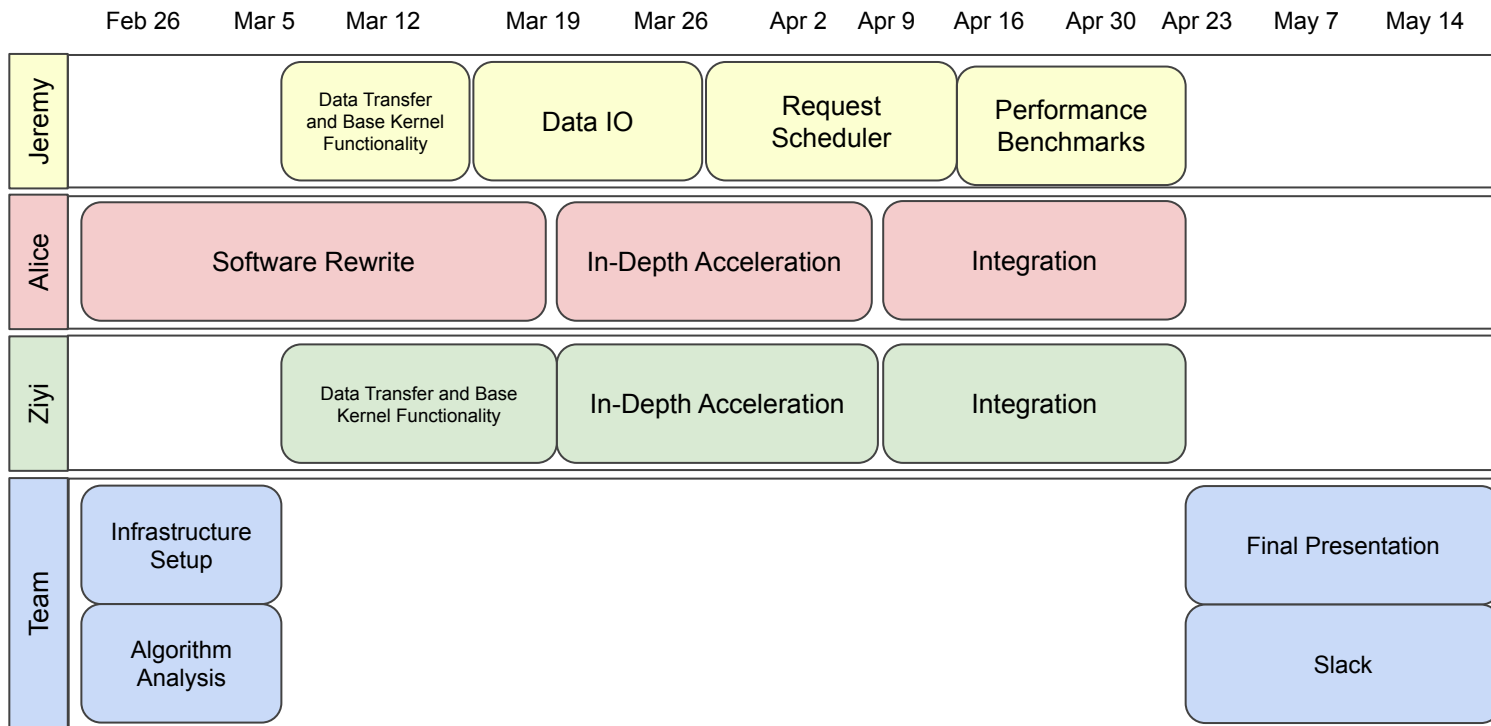 Feb 26 Mar 5 Mar 12 Mar 19 Mar 26 Apr 2 Apr 9 Apr 16 Apr 30 Apr 23 May 7 May 14
Jeremy
Data Transfer
and Base Kernel
Functionality
Data IO
Request
Scheduler
Performance
Benchmarks
Alice
Software Rewrite
In-Depth Acceleration
Integration
Ziyi
Data Transfer and Base
Kernel Functionality
In-Depth Acceleration
Integration
Team
Infrastructure
Setup
Final Presentation
Algorithm
Analysis
Slack